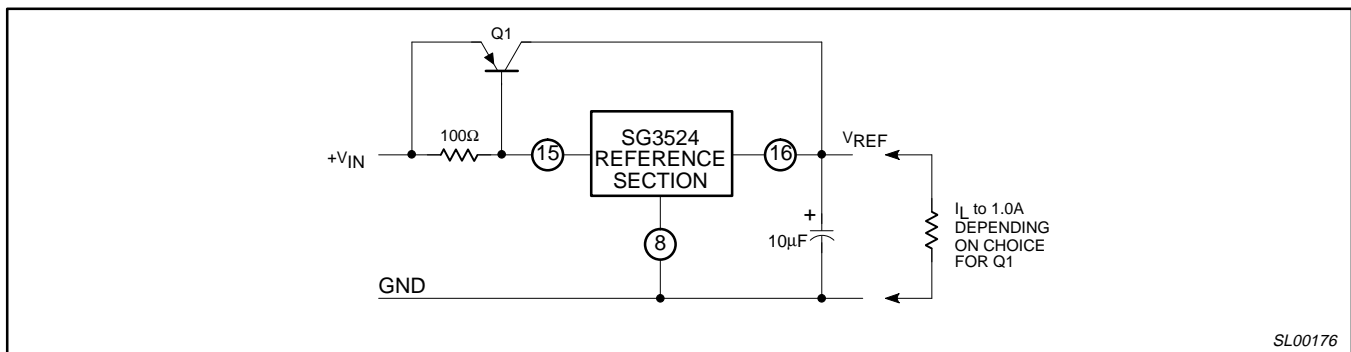 Q1
100Ω
+VIN
15
SG3524
REFERENCE
SECTION
16
VREF
8
+
10μF
IL to 1.0A
DEPENDING
ON CHOICE
FOR Q1
GND
SL00176